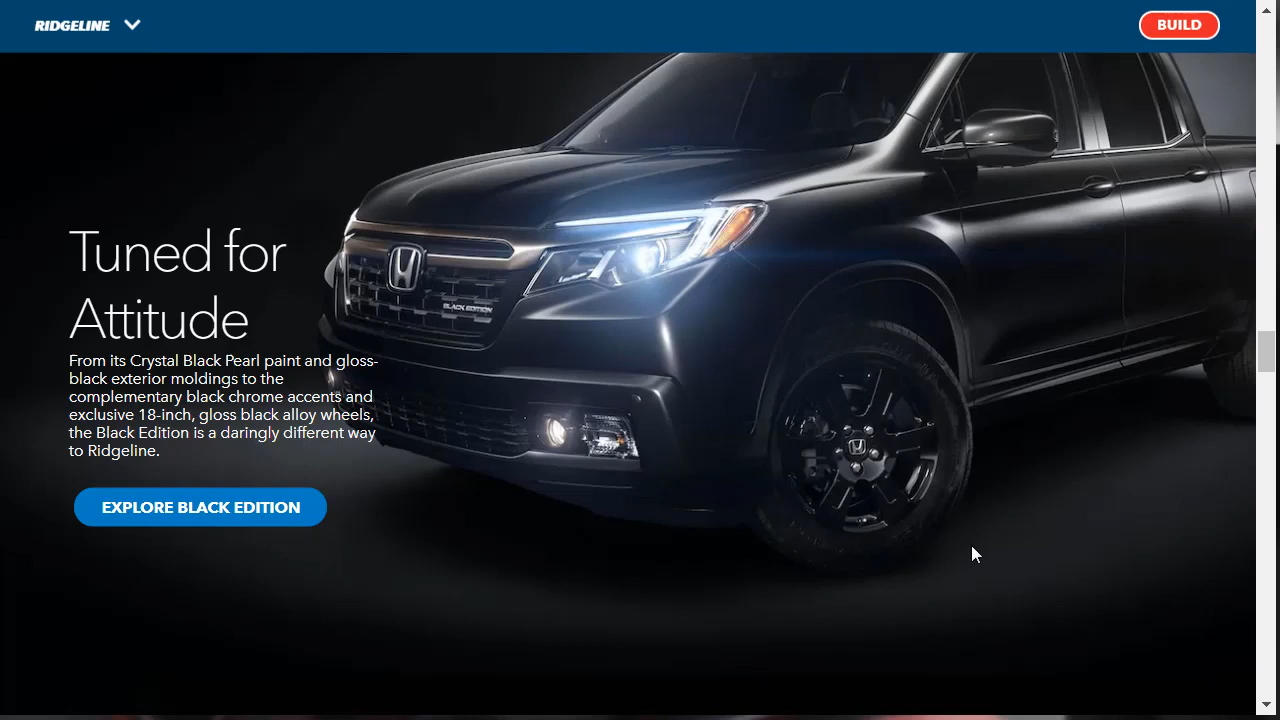 RIDGELINE
BUILD
Tuned for
Attitude
From its Crystal Black Pearl paint and gloss-
black exterior moldings to the
complementary black chrome accents and
exclusive 18-inch, gloss black alloy wheels,
the Black Edition is a daringly different way
to Ridgeline.
EXPLORE BLACK EDITION
BLACK EDITION